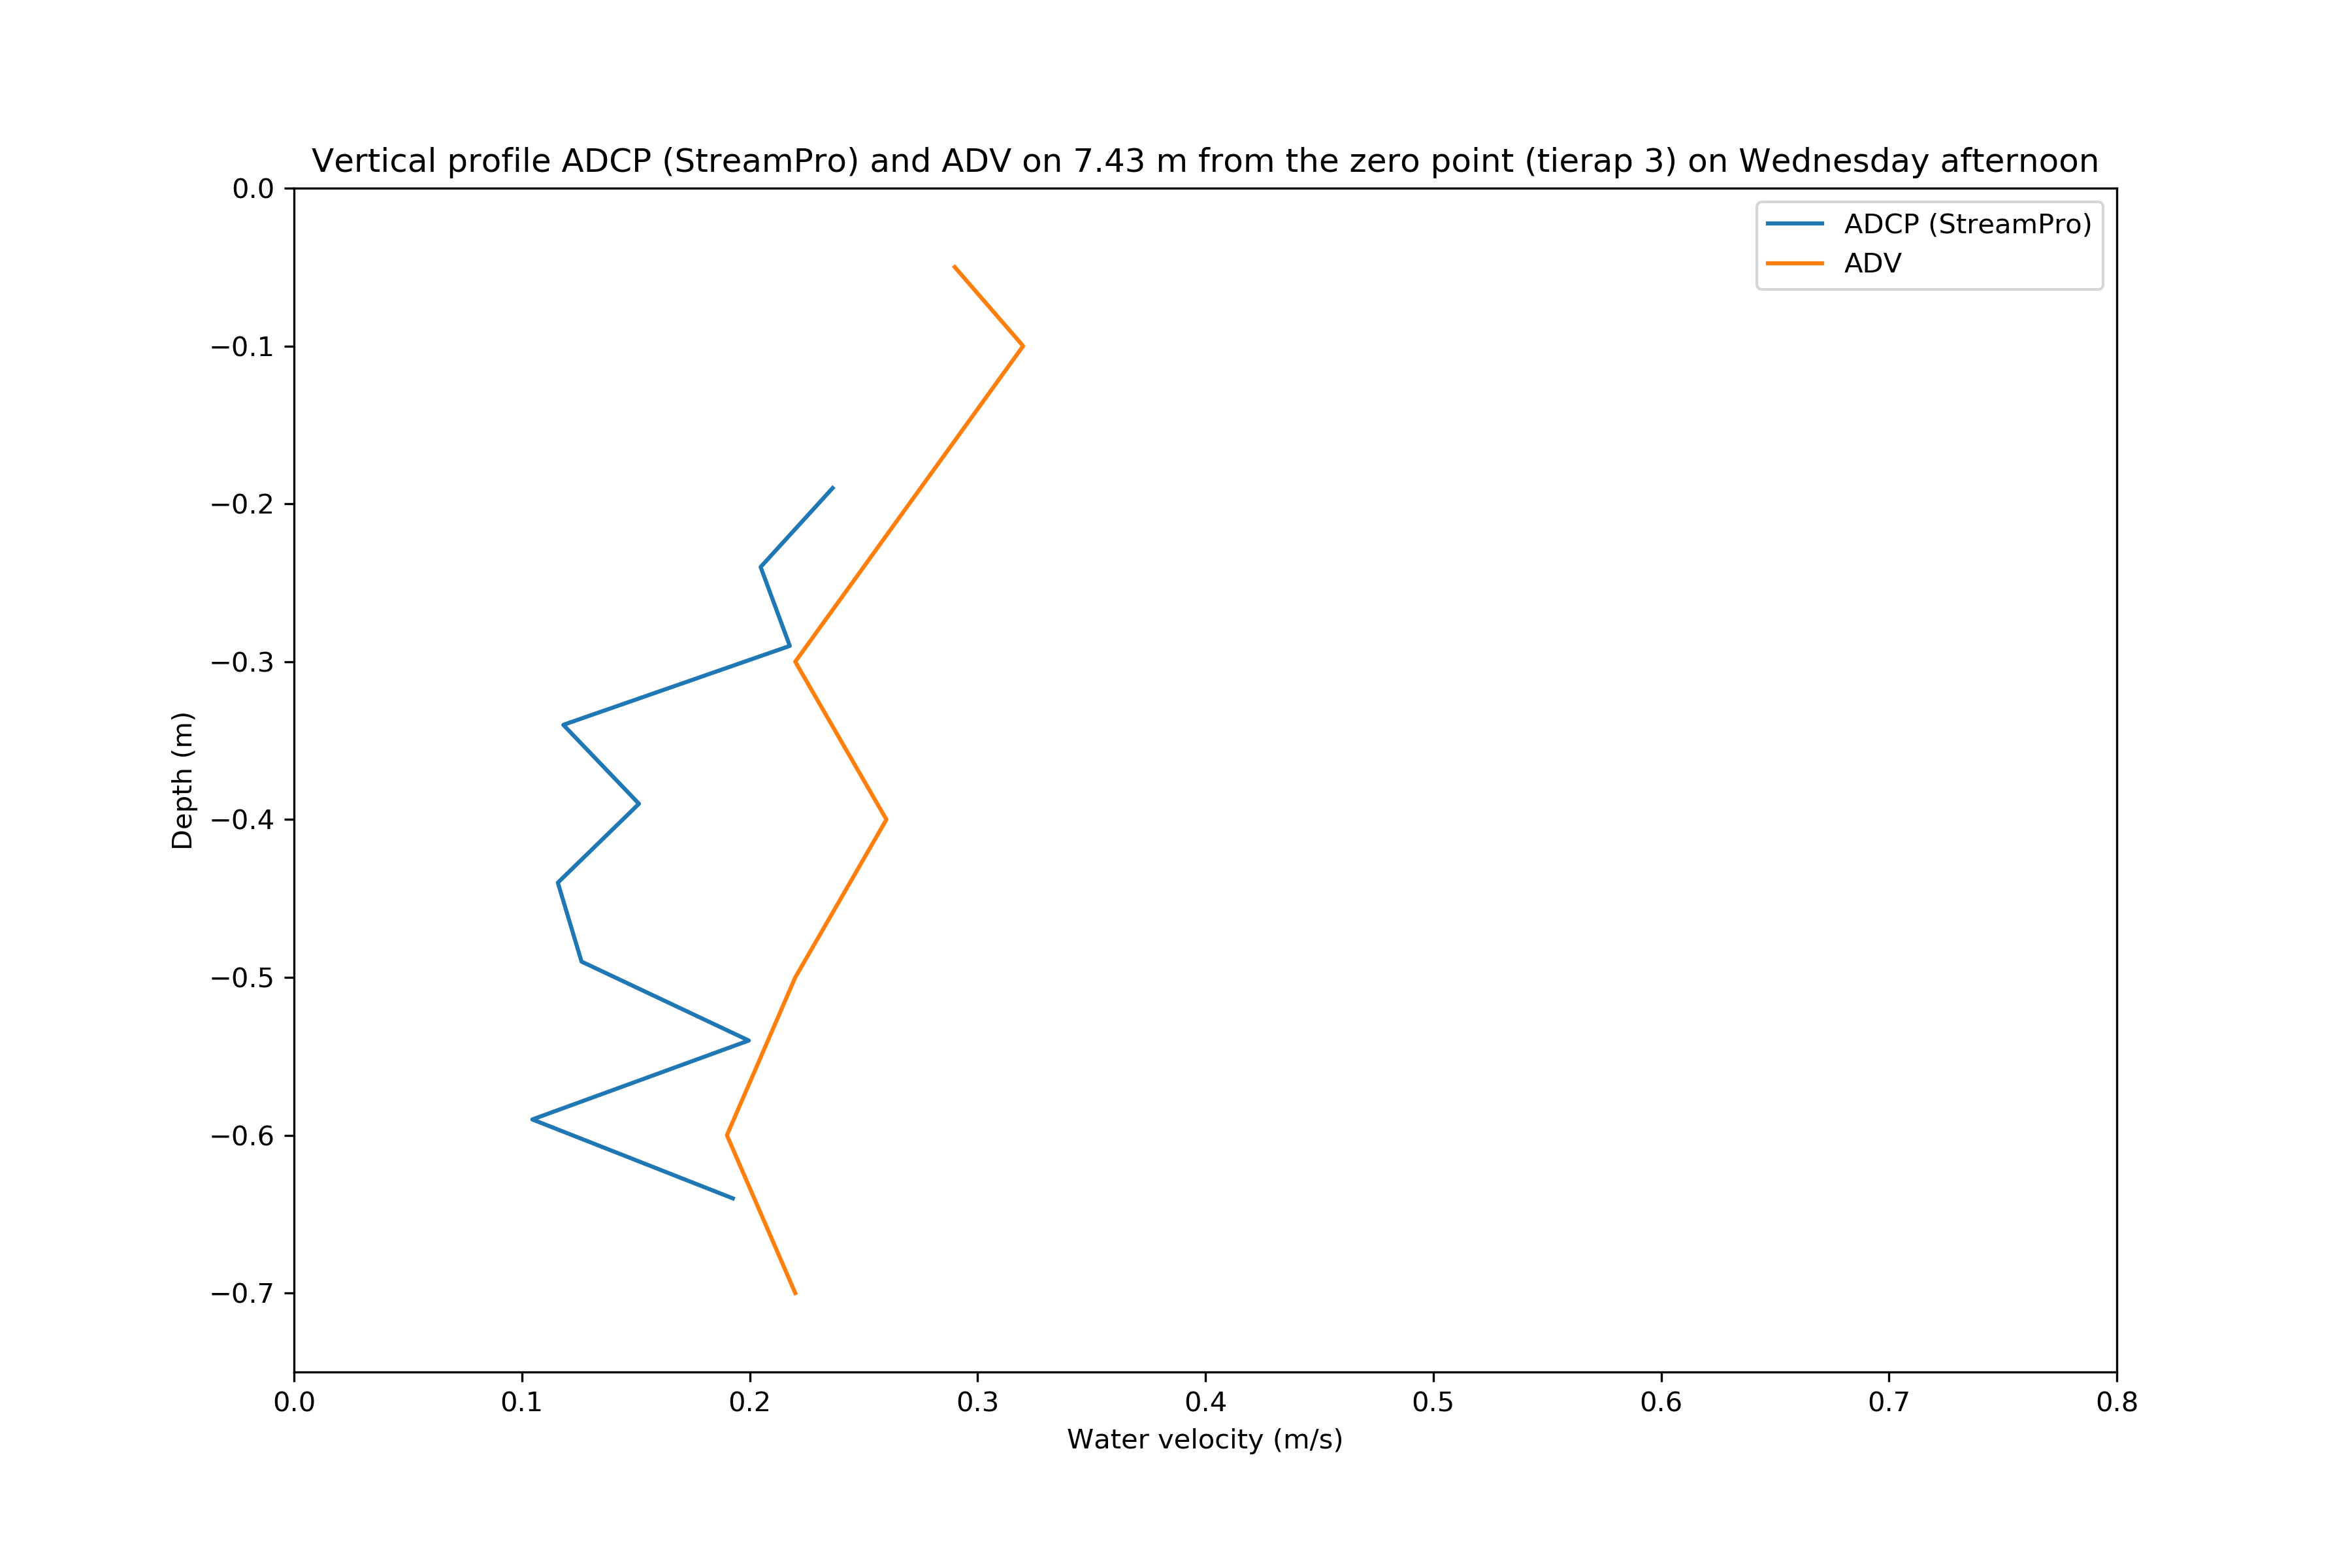 Vertical profile ADCP (StreamPro) and ADV on 7.43 m from the zero point (tierap 3) on Wednesday afternoon
ADCP (StreamPro)
ADV
0.0
−0.1
−0.2
−0.3
−0.4
−0.5
−0.6
−0.7
Depth (m)
0.0 0.1 0.2 0.3 0.4 0.5 0.6 0.7 0.8
Water velocity (m/s)